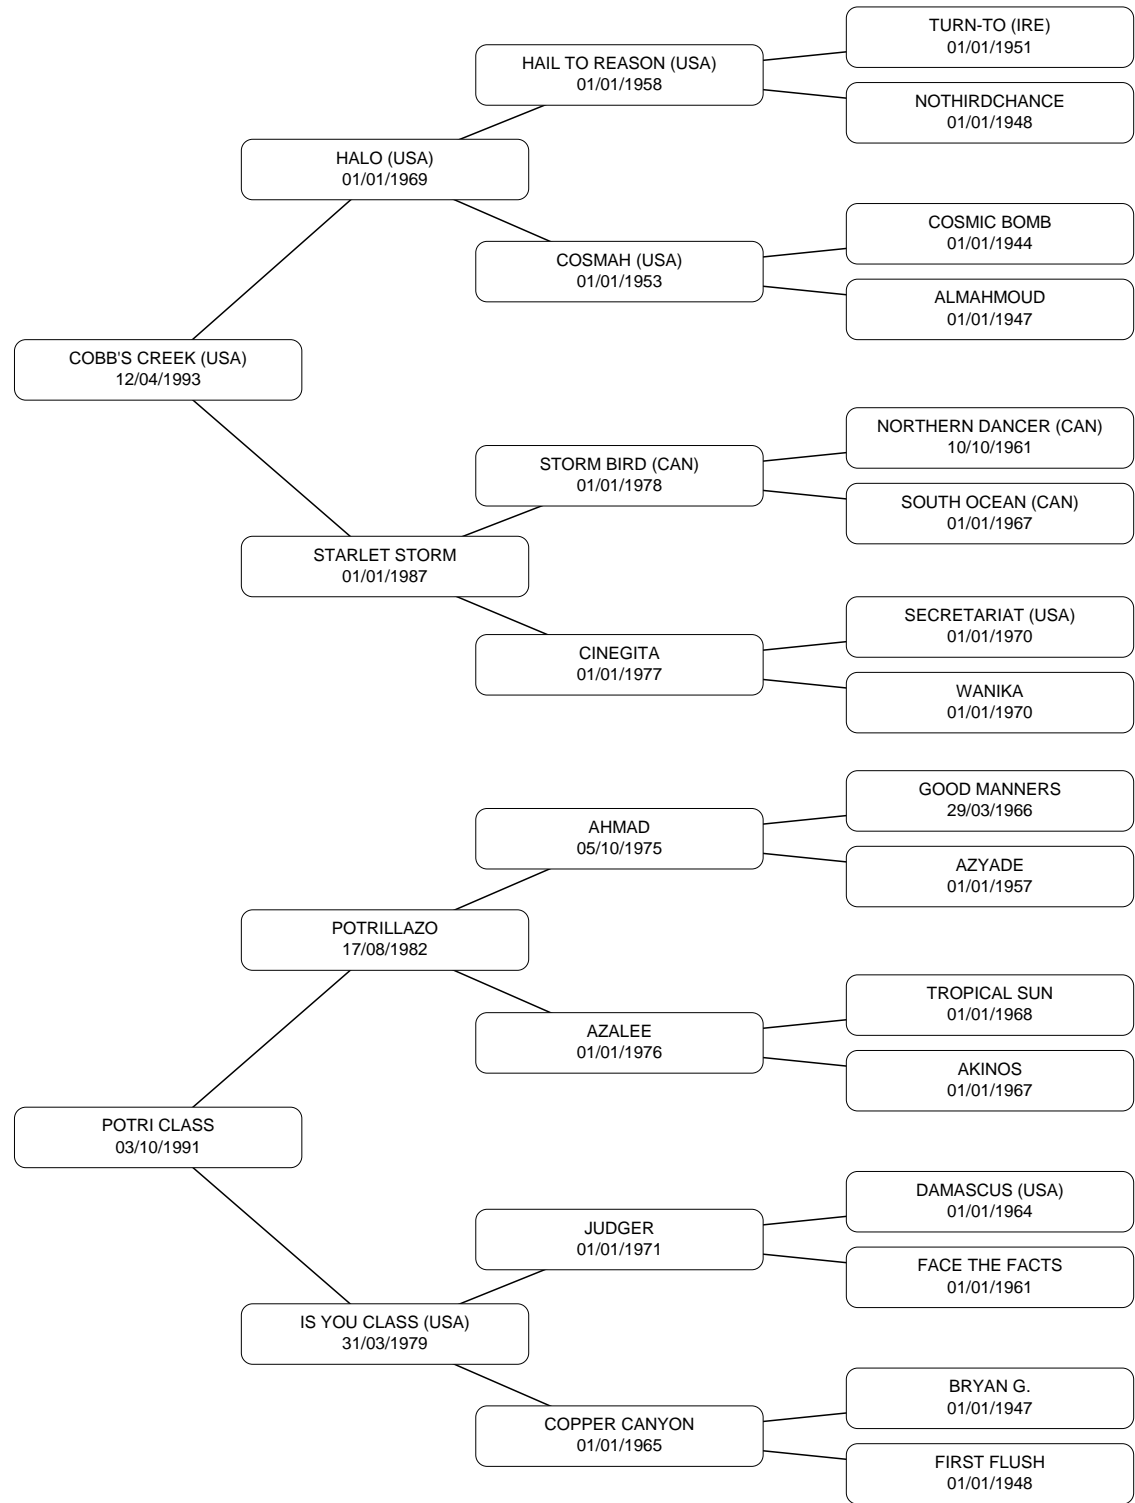 TURN-TO (IRE)
01/01/1951
HAIL TO REASON (USA)
01/01/1958
NOTHIRDCHANCE
01/01/1948
HALO (USA)
01/01/1969
COSMIC BOMB
01/01/1944
COSMAH (USA)
01/01/1953
ALMAHMOUD
01/01/1947
COBB'S CREEK (USA)
12/04/1993
NORTHERN DANCER (CAN)
10/10/1961
STORM BIRD (CAN)
01/01/1978
SOUTH OCEAN (CAN)
01/01/1967
STARLET STORM
01/01/1987
SECRETARIAT (USA)
01/01/1970
CINEGITA
01/01/1977
WANIKA
01/01/1970
GOOD MANNERS
29/03/1966
AHMAD
05/10/1975
AZYADE
01/01/1957
POTRILLAZO
17/08/1982
TROPICAL SUN
01/01/1968
AZALEE
01/01/1976
AKINOS
01/01/1967
POTRI CLASS
03/10/1991
DAMASCUS (USA)
01/01/1964
JUDGER
01/01/1971
FACE THE FACTS
01/01/1961
IS YOU CLASS (USA)
31/03/1979
BRYAN G.
01/01/1947
COPPER CANYON
01/01/1965
FIRST FLUSH
01/01/1948